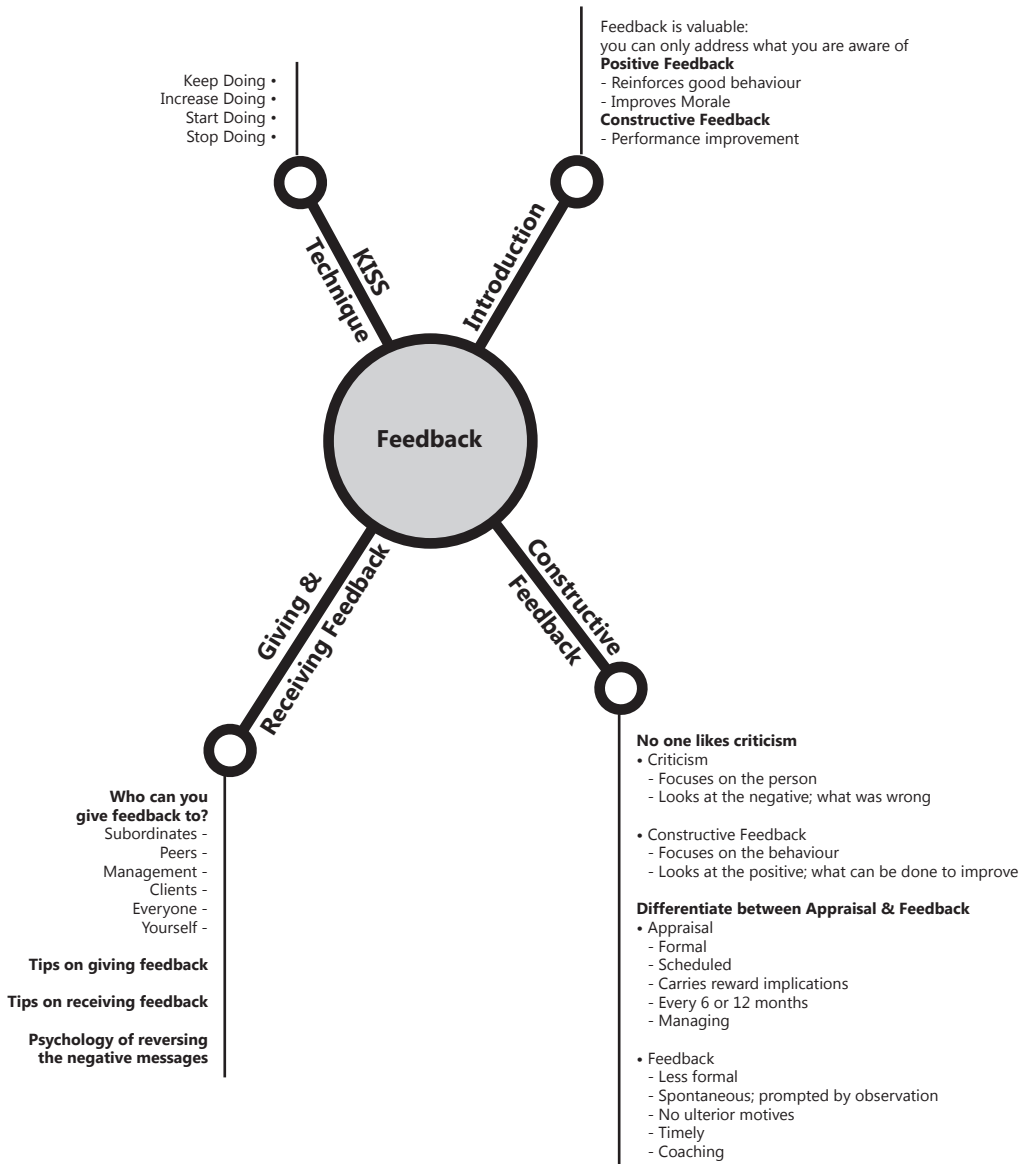 Keep Doing •
Increase Doing •
Start Doing •
Stop Doing •
KISS
Technique
Feedback is valuable:
you can only address what you are aware of
Positive Feedback
- Reinforces good behaviour
- Improves Morale
Constructive Feedback
- Performance improvement
Introduction
Feedback
Giving &
Receiving Feedback
Who can you
give feedback to?
Subordinates -
Peers -
Management -
Clients -
Everyone -
Yourself -
Tips on giving feedback
Tips on receiving feedback
Psychology of reversing
the negative messages
Constructive
Feedback
No one likes criticism
• Criticism
- Focuses on the person
- Looks at the negative; what was wrong
• Constructive Feedback
- Focuses on the behaviour
- Looks at the positive; what can be done to improve
Differentiate between Appraisal & Feedback
• Appraisal
- Formal
- Scheduled
- Carries reward implications
- Every 6 or 12 months
- Managing
• Feedback
- Less formal
- Spontaneous; prompted by observation
- No ulterior motives
- Timely
- Coaching